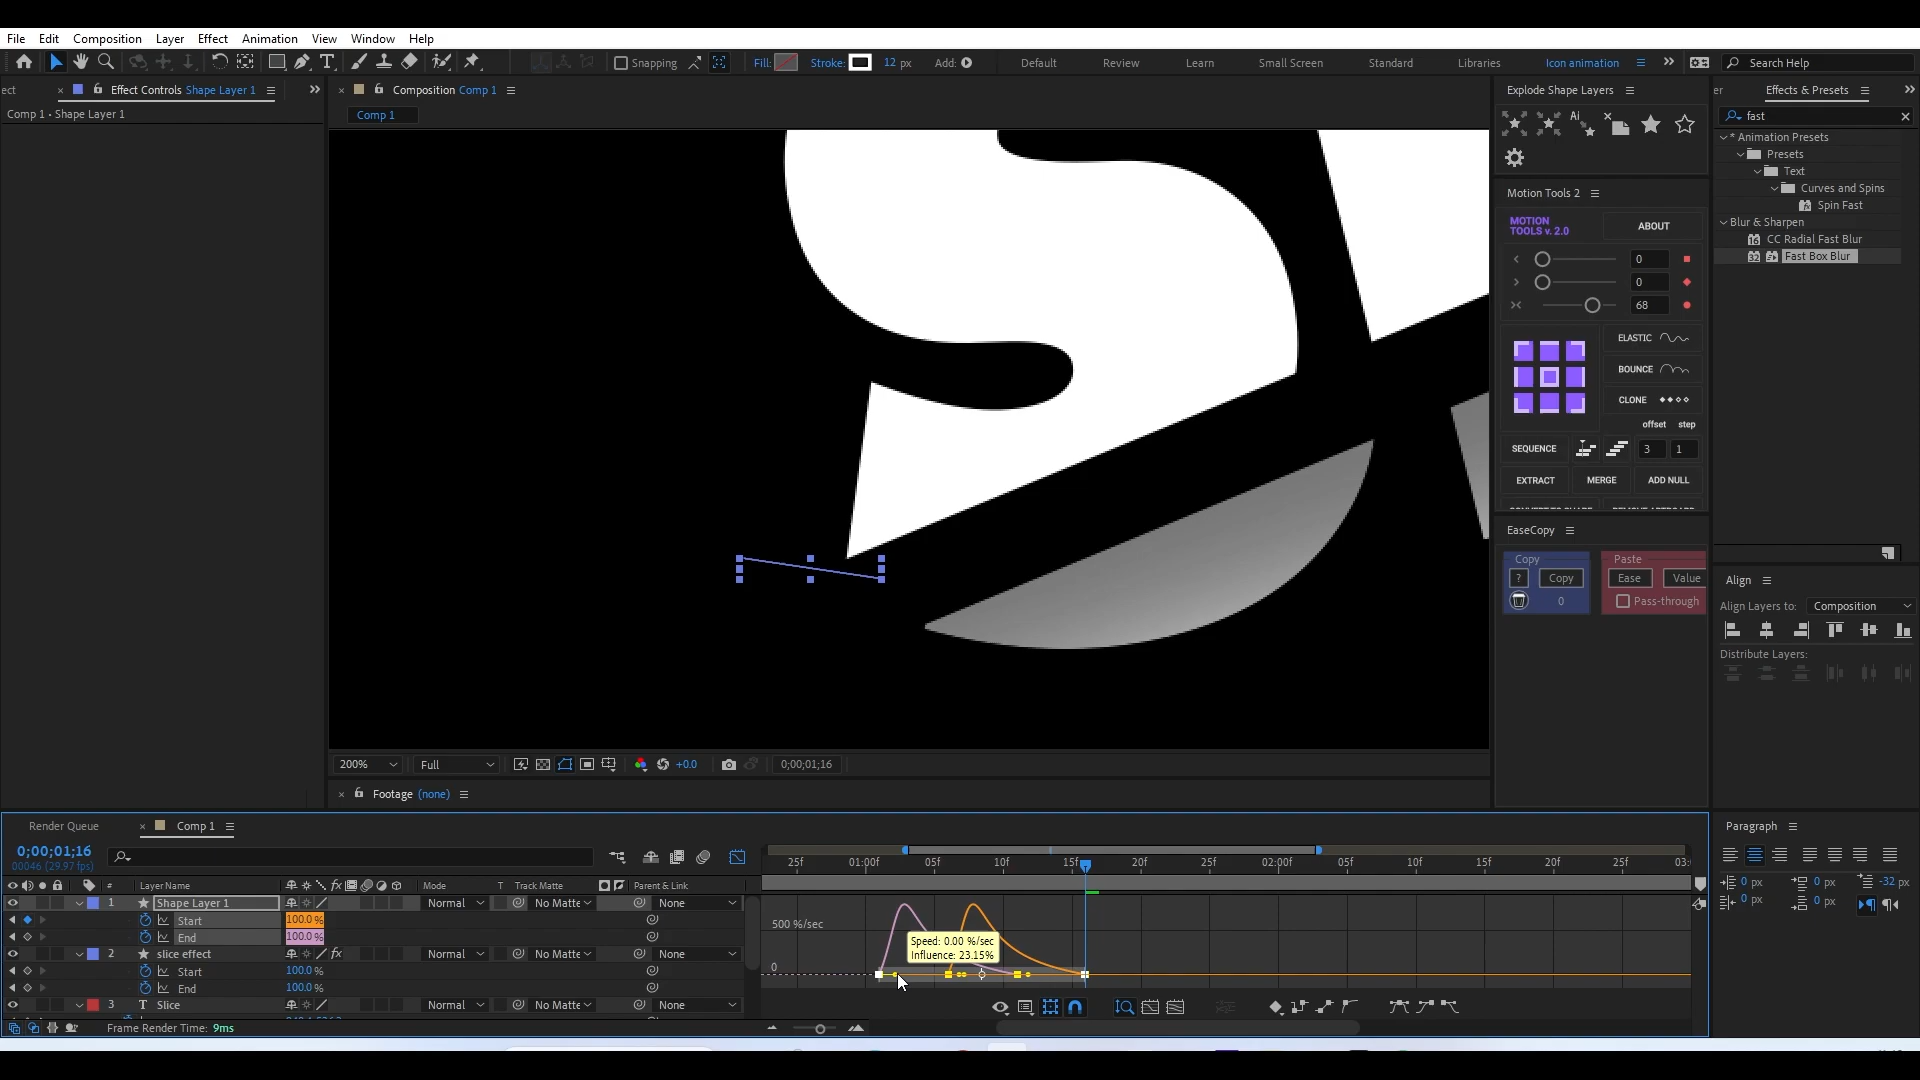 File Edit Composition Layer Effect Animation View Window Help
Snapping Fill: Stroke: 12 px Add: Default Review Learn Small Screen Standard Libraries Icon animation Search Help
ect Effect Controls Shape Layer 1
Comp 1 • Shape Layer 1
Composition Comp 1
Comp 1
Explode Shape Layers
Ai
Motion Tools 2
MOTION
TOOLS v. 2.0
ABOUT
0
0
68
ELASTIC
BOUNCE
CLONE
offset step
SEQUENCE 3 1
EXTRACT MERGE ADD NULL
EaseCopy
Copy
? Copy
0
Paste
Ease Value
Pass-through
er Effects & Presets
fast
* Animation Presets
Presets
Text
Curves and Spins
Spin Fast
Blur & Sharpen
16 CC Radial Fast Blur
32 Fast Box Blur
Align
Align Layers to: Composition
Distribute Layers:
200% Full +0.0 0;00;01;16
Footage (none)
Render Queue Comp 1
0;00;01;16
00046 (29.97 fps)
# Layer Name Mode T Track Matte Parent & Link
1 Shape Layer 1 Normal No Matte None
Start 100.0 %
End 100.0 %
2 slice effect fx Normal No Matte None
Start 100.0 %
End 100.0 %
3 T Slice Normal No Matte None
Frame Render Time: 9ms
25f 01:00f 05f 10f 15f 20f 25f 02:00f 05f 10f 15f 20f 25f 03:
500 %/sec
0
Speed: 0.00 %/sec
Influence: 23.15%
Paragraph
0 px 0 px -32 px
0 px 0 px